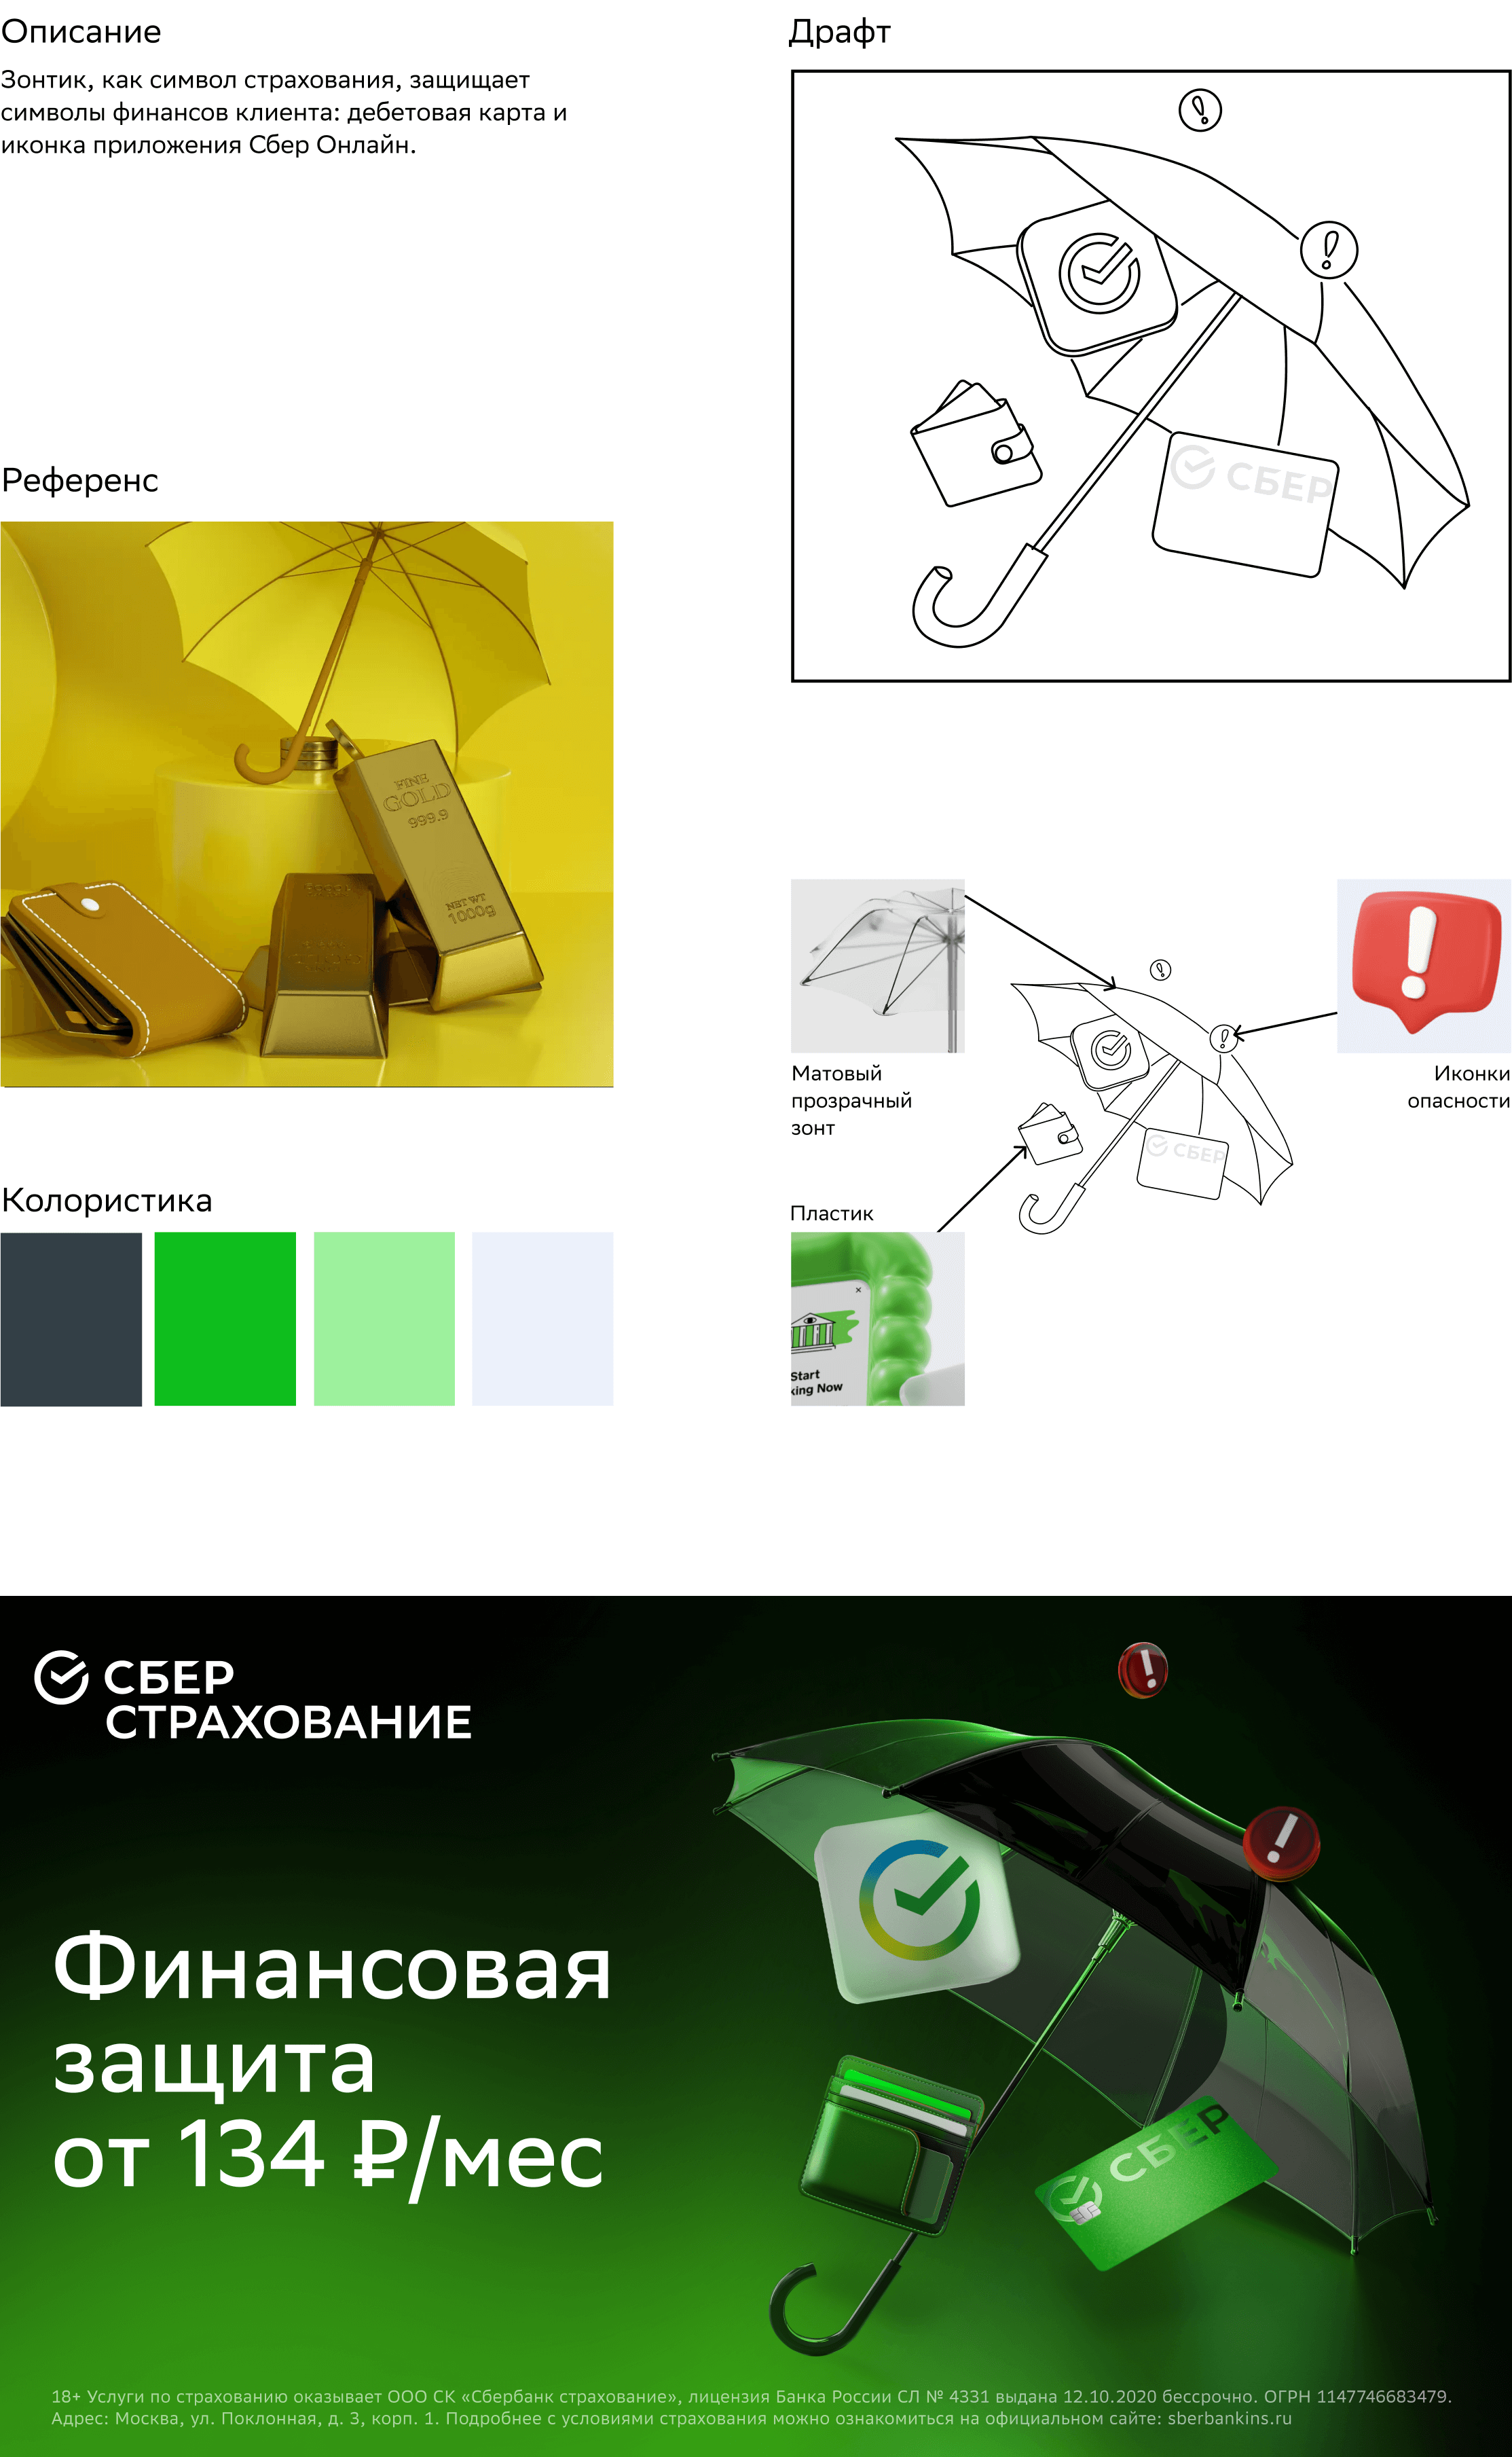 Описание
Зонтик, как символ страхования, защищает
символы финансов клиента: дебетовая карта и
иконка приложения Сбер Онлайн.
Драфт
СБЕР
Референс
FINE
GOLD
999.9
NET WT
1000g
Матовый
прозрачный
зонт
Иконки
опасности
СБЕР
Колористика
Пластик
Start
king Now
СБЕР
СТРАХОВАНИЕ
Финансовая
защита
от 134 ₽/мес
СБЕР
18+ Услуги по страхованию оказывает ООО СК «Сбербанк страхование», лицензия Банка России СЛ № 4331 выдана 12.10.2020 бессрочно. ОГРН 1147746683479.
Адрес: Москва, ул. Поклонная, д. 3, корп. 1. Подробнее с условиями страхования можно ознакомиться на официальном сайте: sberbankins.ru